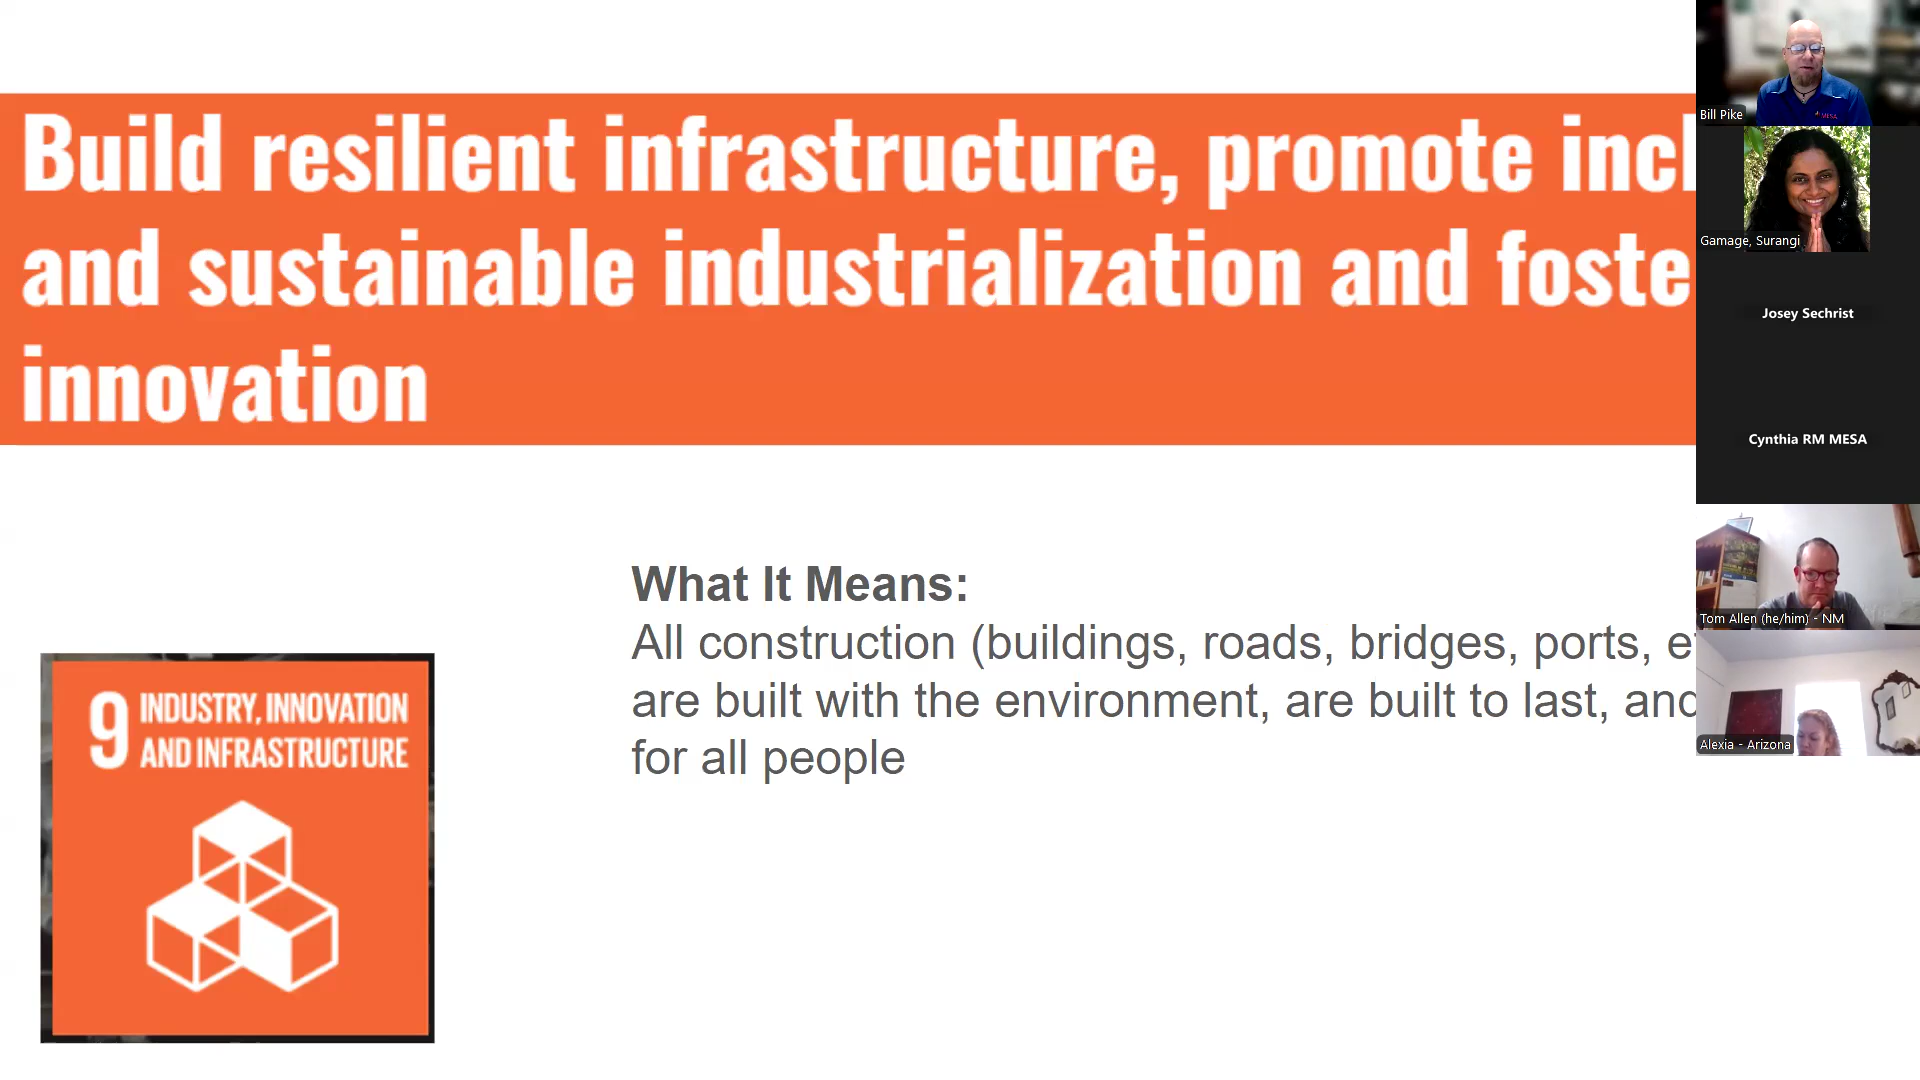 Build resilient infrastructure, promote incl
and sustainable industrialization and foste
innovation
What It Means:
All construction (buildings, roads, bridges, ports, e
are built with the environment, are built to last, and
for all people
9 INDUSTRY, INNOVATION
AND INFRASTRUCTURE
Bill Pike
MESA
Gamage, Surangi
Josey Sechrist
Cynthia RM MESA
Tom Allen (he/him) - NM
Alexia - Arizona